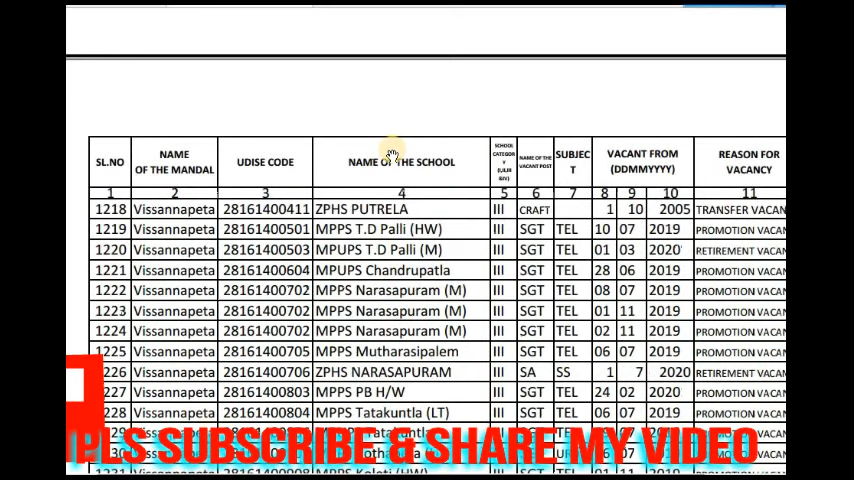 SL.NO NAME OF THE MANDAL UDISE CODE NAME OF THE SCHOOL SCHOOL CATEGORY (I,II,III &IV) NAME OF THE VACANT POST SUBJECT VACANT FROM (DDMMYYYY) REASON FOR VACANCY
1 2 3 4 5 6 7 8 9 10 11
1218 Vissannapeta 28161400411 ZPHS PUTRELA III CRAFT 1 10 2005 TRANSFER VACAN
1219 Vissannapeta 28161400501 MPPS T.D Palli (HW) III SGT TEL 10 07 2019 PROMOTION VACAN
1220 Vissannapeta 28161400503 MPUPS T.D Palli (M) III SGT TEL 01 03 2020 RETIREMENT VACAN
1221 Vissannapeta 28161400604 MPUPS Chandrupatla III SGT TEL 28 06 2019 PROMOTION VACAN
1222 Vissannapeta 28161400702 MPPS Narasapuram (M) III SGT TEL 08 07 2019 PROMOTION VACAN
1223 Vissannapeta 28161400702 MPPS Narasapuram (M) III SGT TEL 01 11 2019 PROMOTION VACAN
1224 Vissannapeta 28161400702 MPPS Narasapuram (M) III SGT TEL 02 11 2019 PROMOTION VACAN
1225 Vissannapeta 28161400705 MPPS Mutharasipalem III SGT TEL 06 07 2019 PROMOTION VACAN
226 Vissannapeta 28161400706 ZPHS NARASAPURAM III SA SS 1 7 2020 RETIREMENT VACAN
227 Vissannapeta 28161400803 MPPS PB H/W III SGT TEL 24 02 2020 PROMOTION VACAN
228 Vissannapeta 28161400804 MPPS Tatakuntla (LT) III SGT TEL 06 07 2019 PROMOTION VACAN
PLS SUBSCRIBE & SHARE MY VIDEO